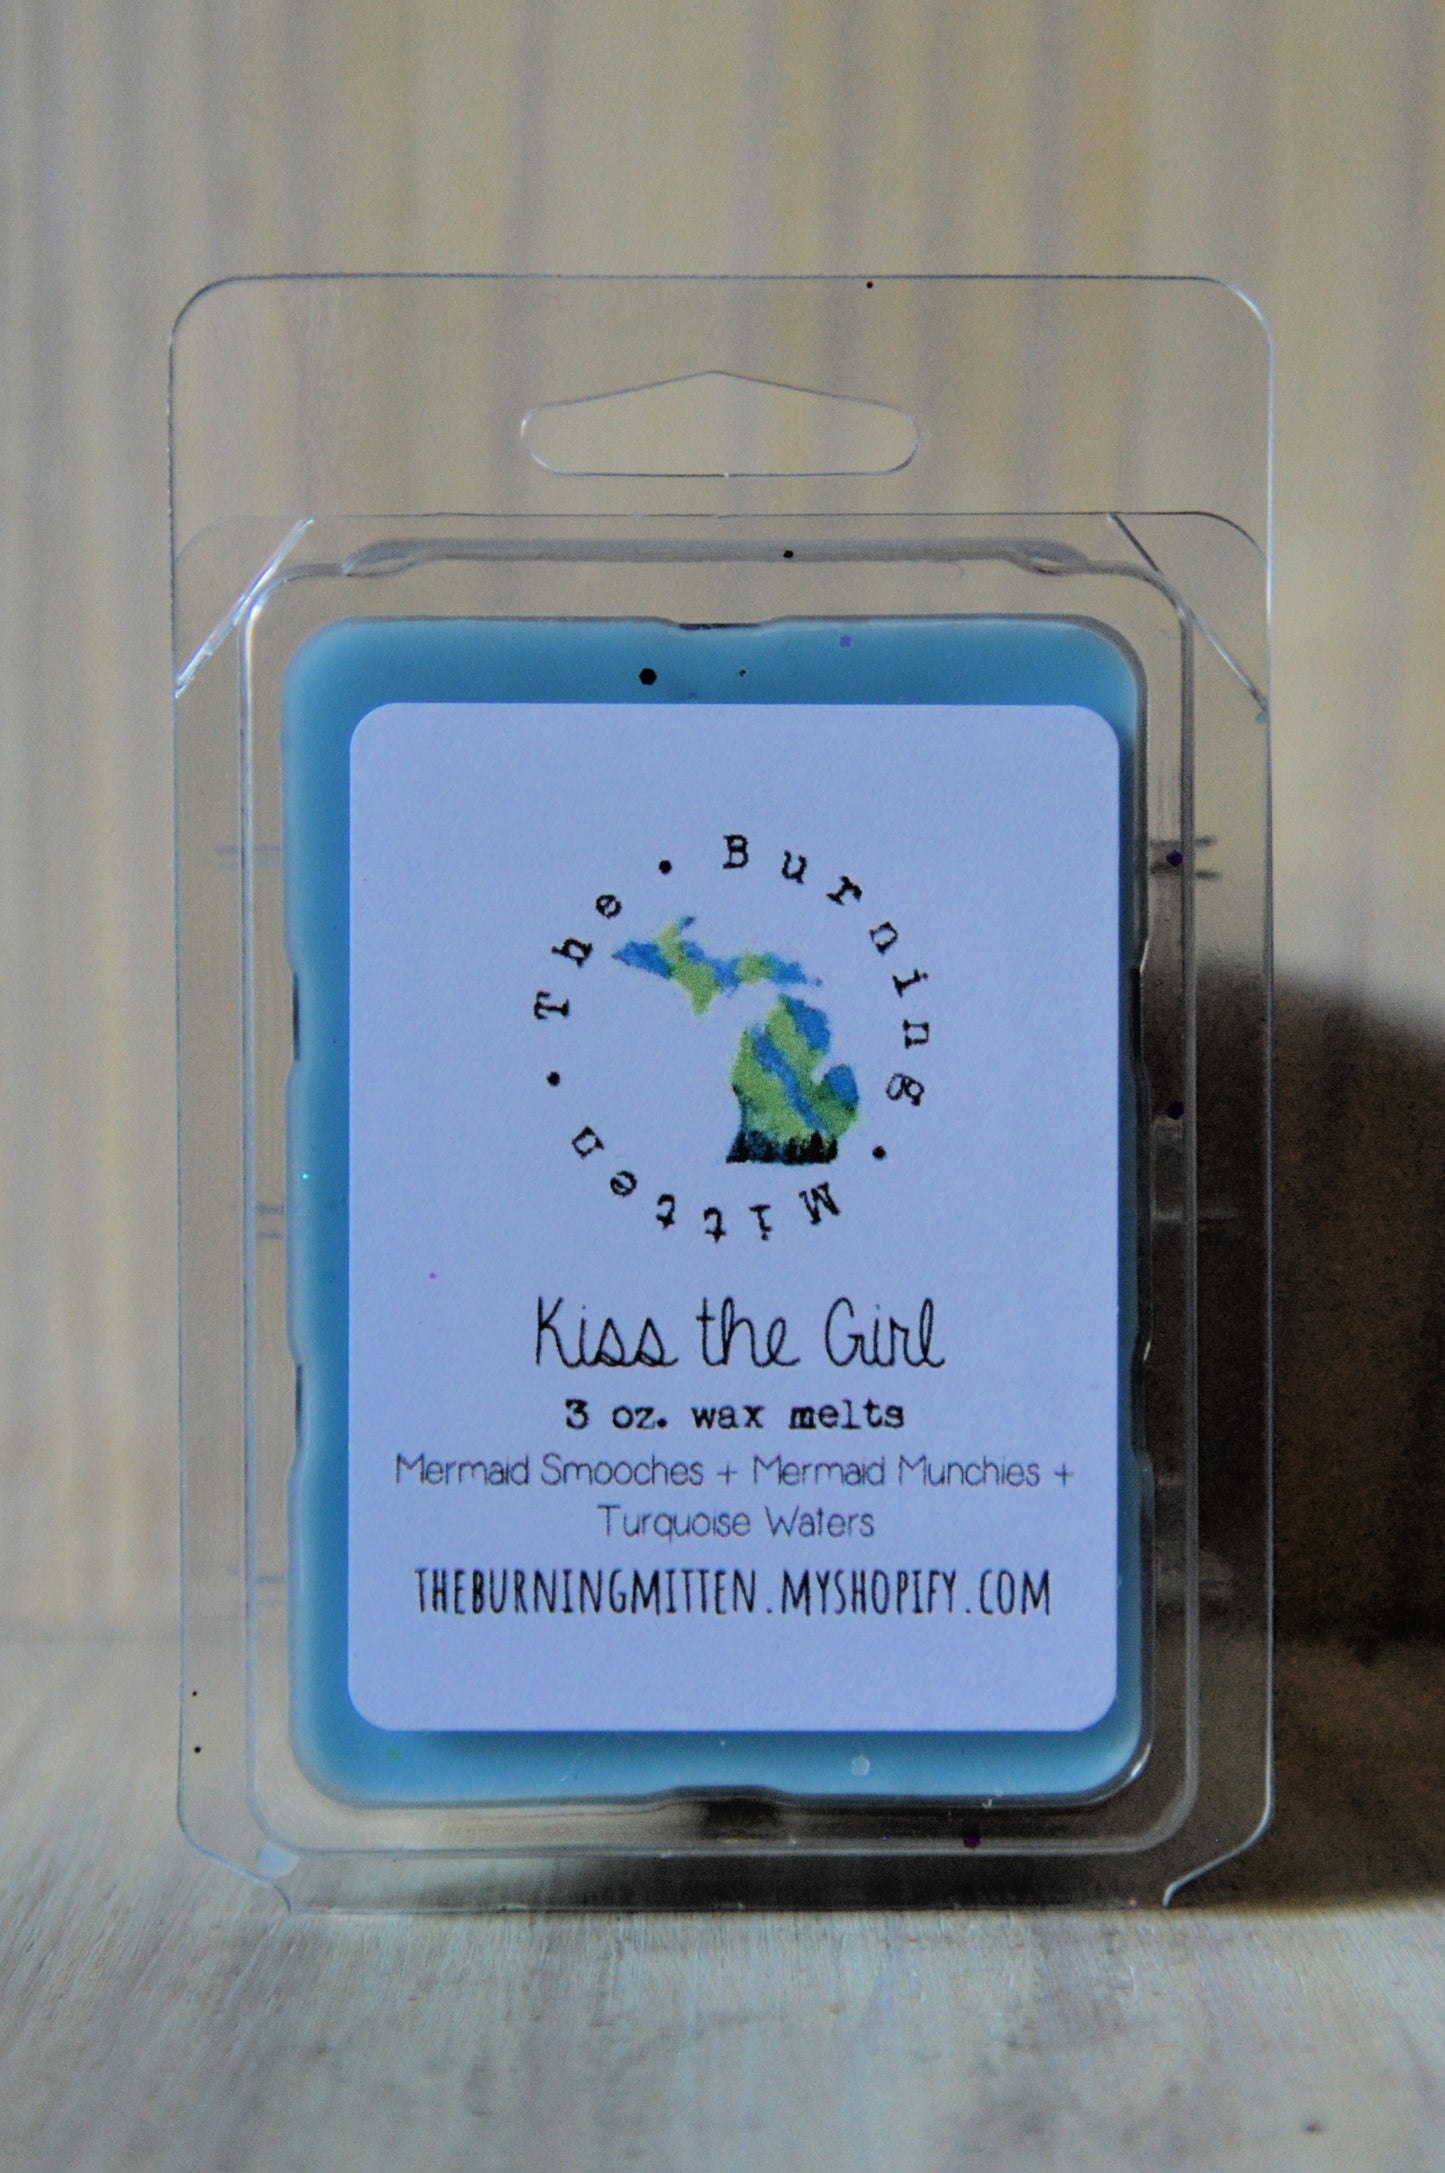 The • Burning • Mitten •
Kiss the Girl
3 oz. wax melts
Mermaid Smooches + Mermaid Munchies +
Turquoise Waters
THEBURNINGMITTEN.MYSHOPIFY.COM